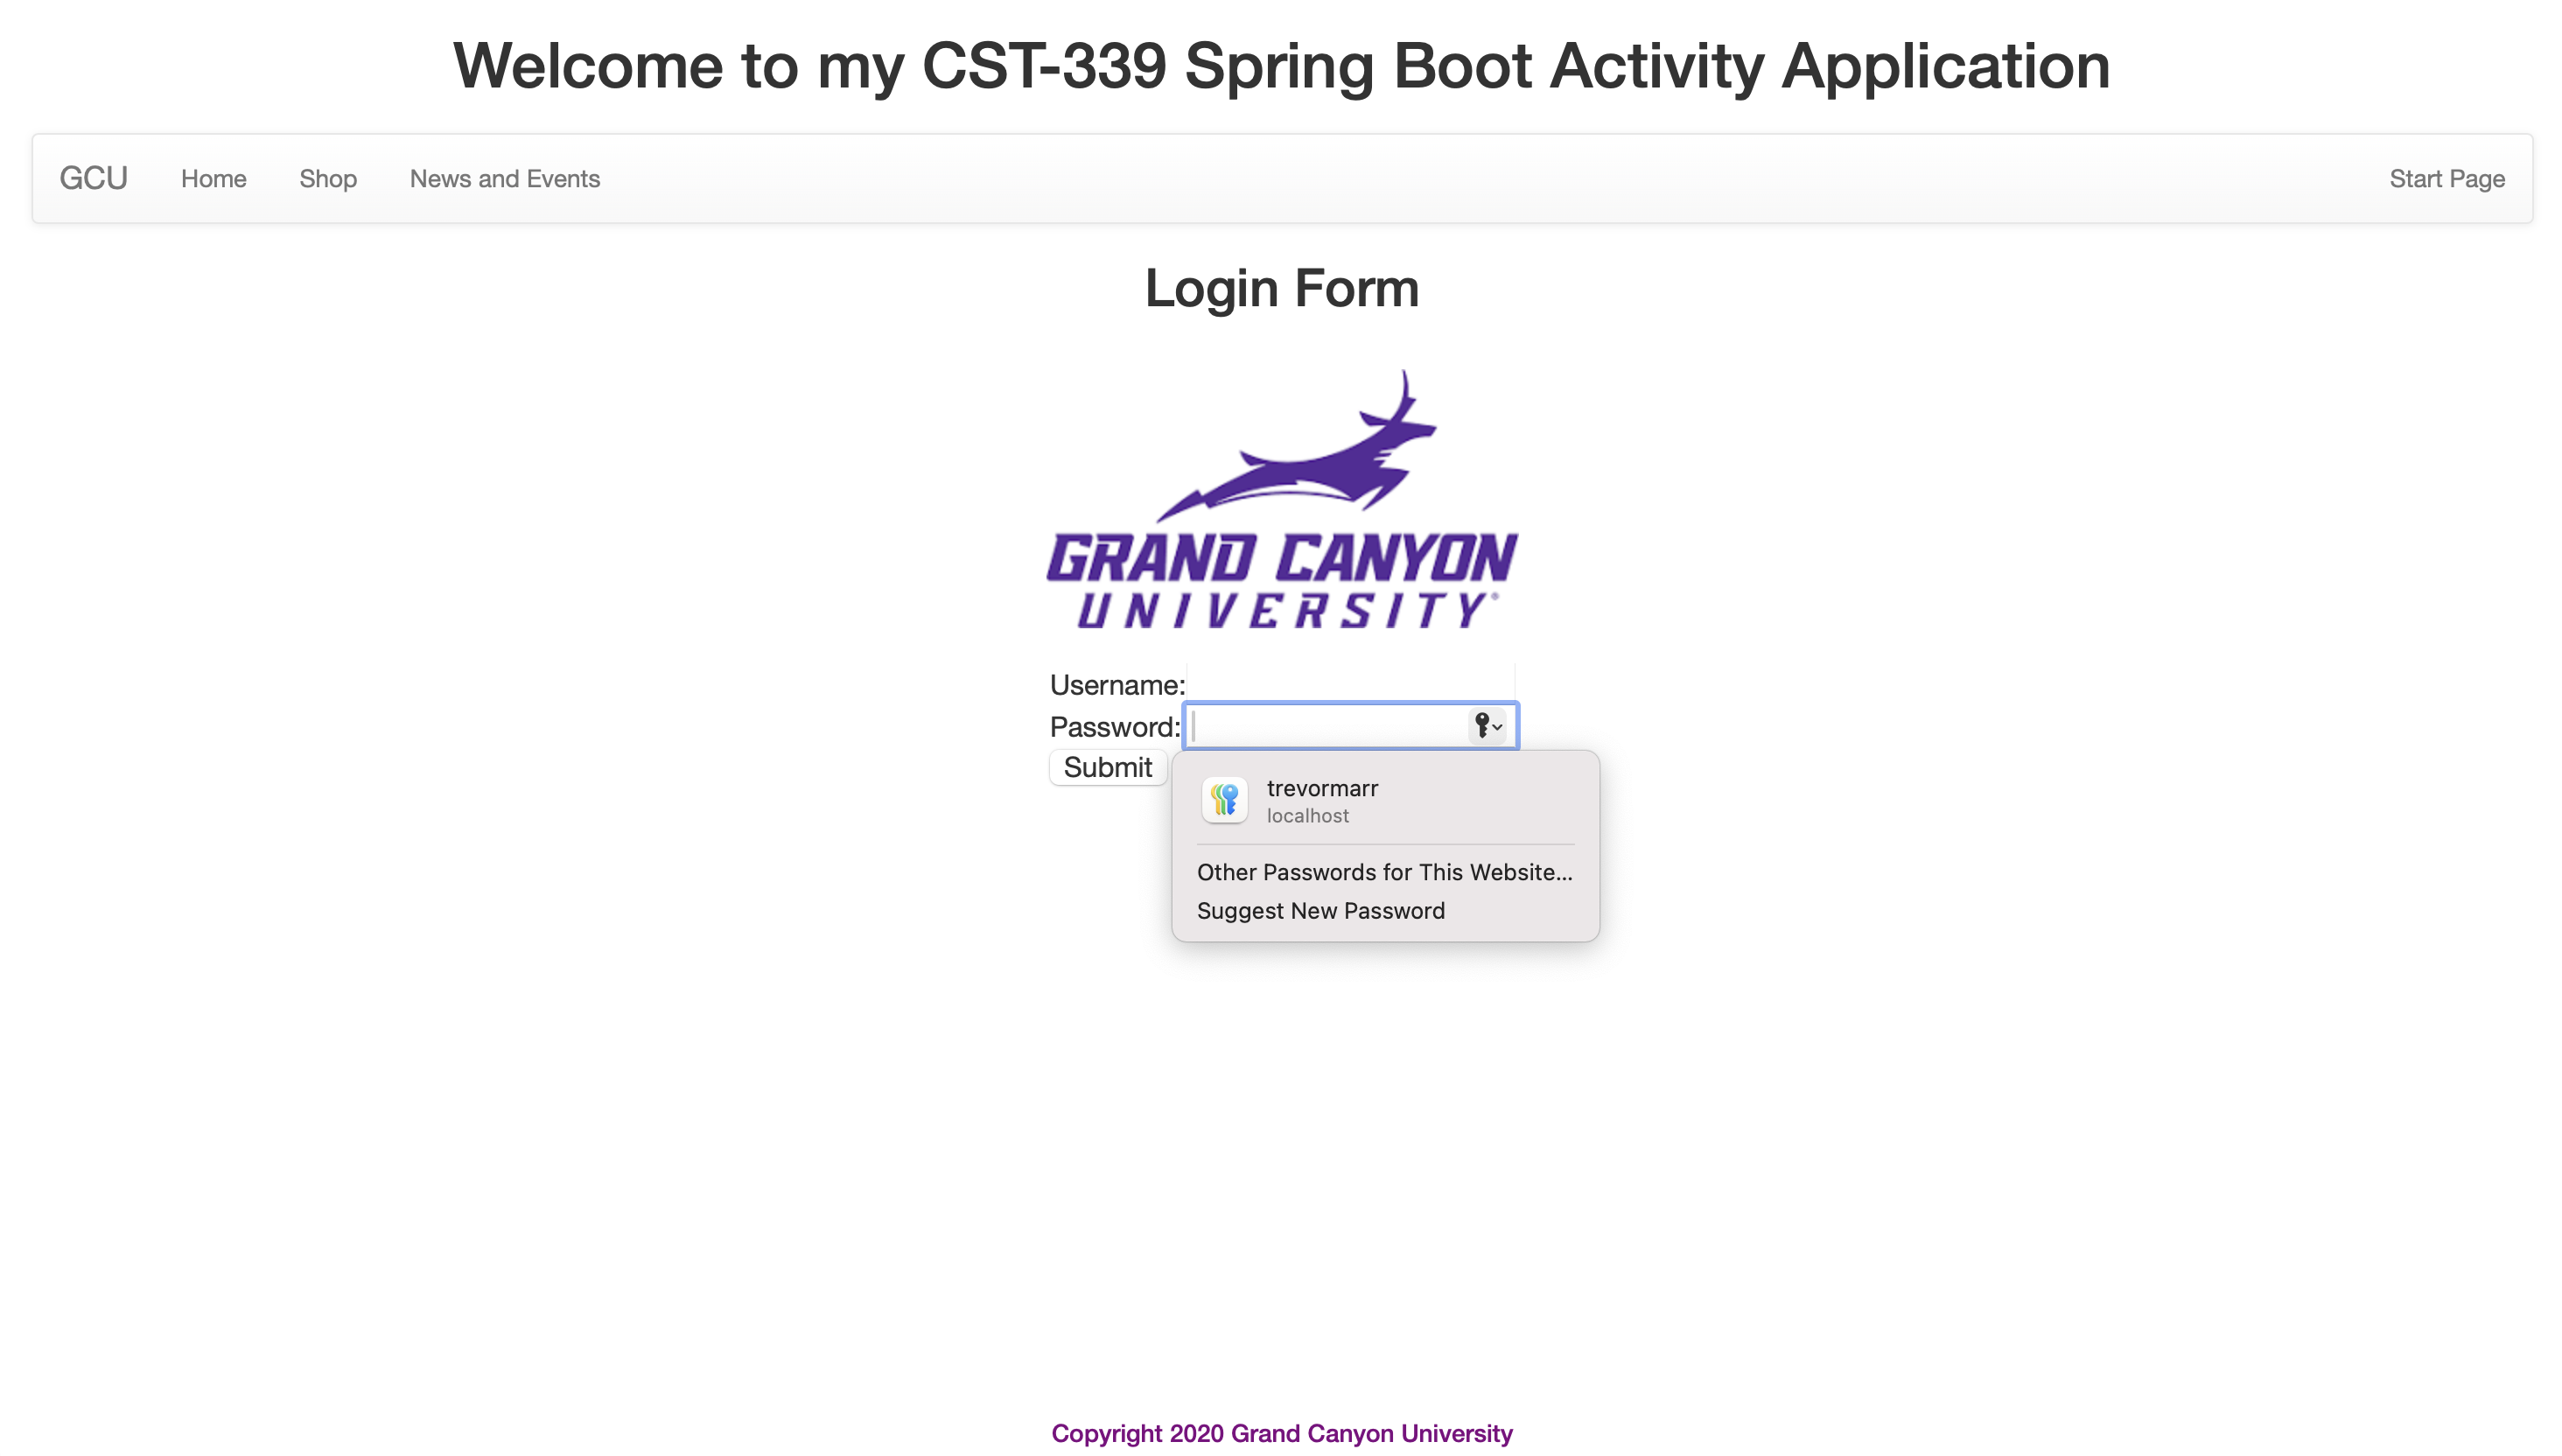 Welcome to my CST-339 Spring Boot Activity Application
GCU Home Shop News and Events Start Page
Login Form
GRAND CANYON
UNIVERSITY®
Username:
Password:
Submit
trevormarr
localhost
Other Passwords for This Website...
Suggest New Password
Copyright 2020 Grand Canyon University